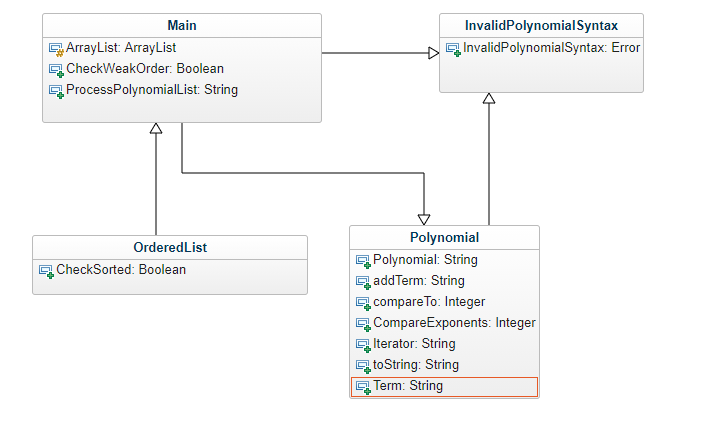 Main
ArrayList: ArrayList
CheckWeakOrder: Boolean
ProcessPolynomialList: String
InvalidPolynomialSyntax
InvalidPolynomialSyntax: Error
OrderedList
CheckSorted: Boolean
Polynomial
Polynomial: String
addTerm: String
compareTo: Integer
CompareExponents: Integer
Iterator: String
toString: String
Term: String